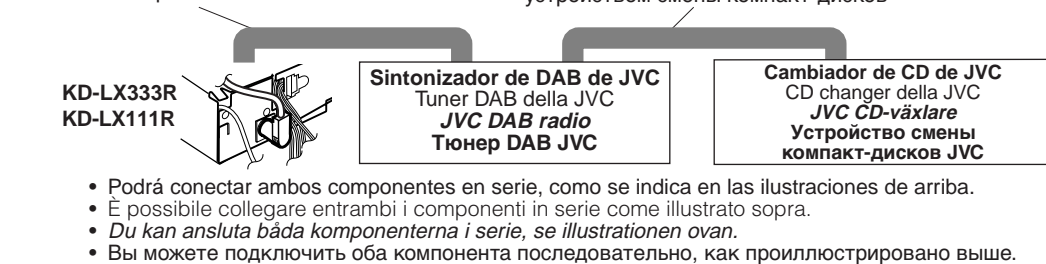 устройством смены компакт-дисков
KD-LX333R
KD-LX111R
Sintonizador de DAB de JVC
Tuner DAB della JVC
JVC DAB radio
Тюнер DAB JVC
Cambiador de CD de JVC
CD changer della JVC
JVC CD-växlare
Устройство смены
компакт-дисков JVC
• Podrá conectar ambos componentes en serie, como se indica en las ilustraciones de arriba.
• È possibile collegare entrambi i componenti in serie come illustrato sopra.
• Du kan ansluta båda komponenterna i serie, se illustrationen ovan.
• Вы можете подключить оба компонента последовательно, как проиллюстрировано выше.